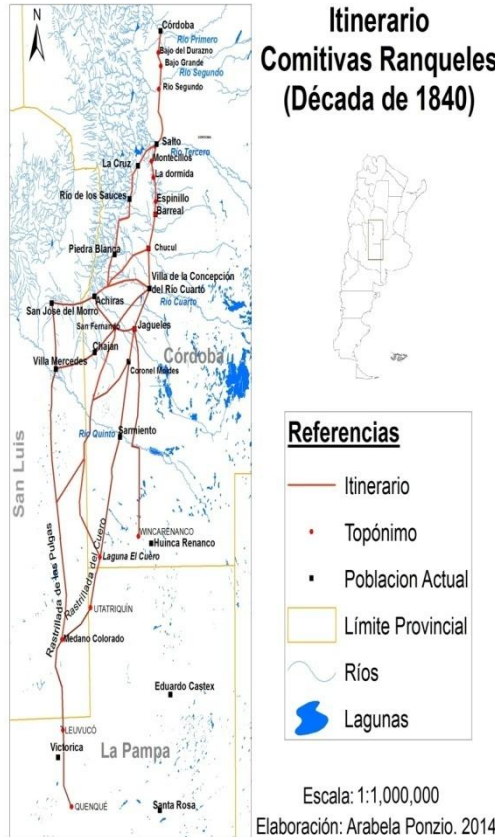 Itinerario
Comitivas Ranqueles
(Década de 1840)
N
Córdoba
Río Primero
Bajo del Durazno
Bajo Grande
Río Segundo
Río Segundo
Salto
Río Tercero
Montecillos
La Cruz
La dormida
Río de los Sauces
Espinillo
Barreal
Chucul
Piedra Blanca
Villa de la Concepción
del Río Cuarto
Achiras
Río Cuarto
San Jose del Morro
San Fernando
Jagueles
Chaján
Córdoba
Villa Mercedes
Coronel Moldes
Río Quinto
Sarmiento
San Luis
WINCARENANCO
Huinca Renanco
Laguna El Cuero
Rastrillada de las Pulgas
Rastrillada del Cuero
UTATRIQUÍN
Medano Colorado
Eduardo Castex
LEUVUCÓ
Victorica
La Pampa
QUENQUÉ
Santa Rosa
Referencias
Itinerario
Topónimo
Poblacion Actual
Límite Provincial
Ríos
Lagunas
Escala: 1:1,000,000
Elaboración: Arabela Ponzio. 2014